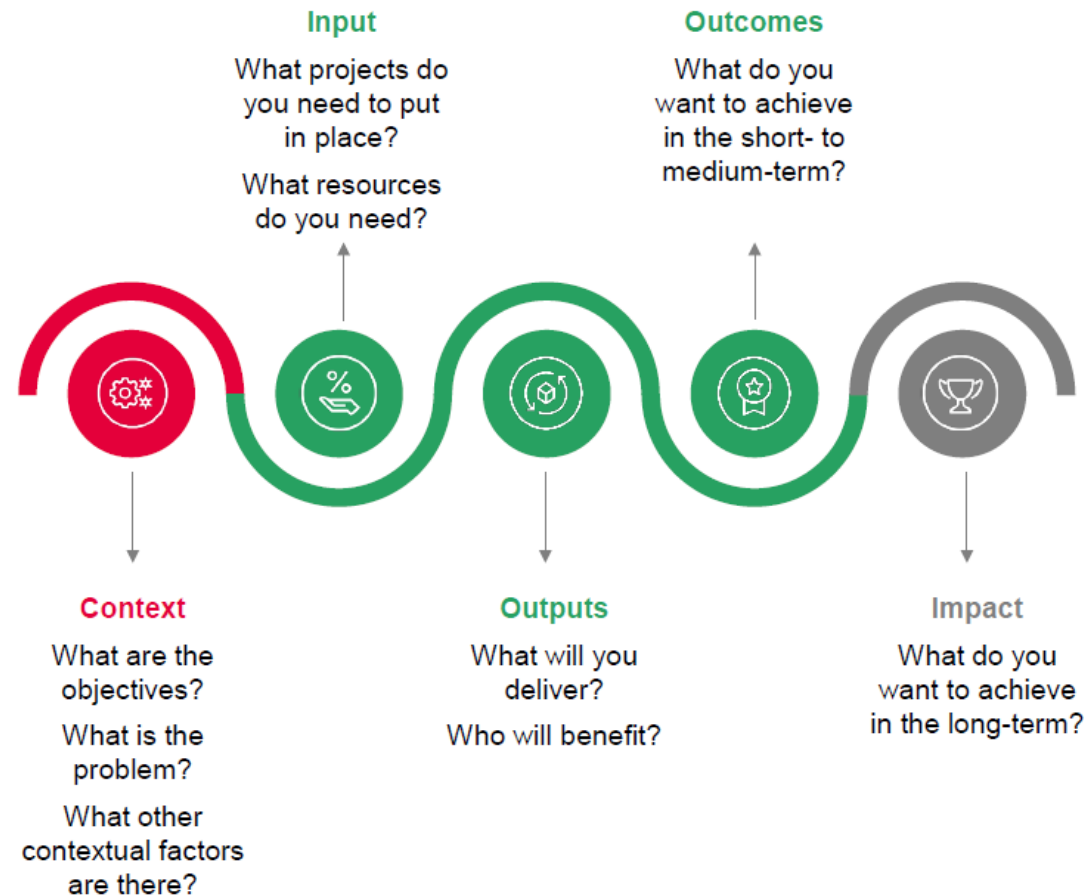 Input
What projects do
you need to put
in place?
What resources
do you need?
Outcomes
What do you
want to achieve
in the short- to
medium-term?
%
Context
What are the
objectives?
What is the
problem?
What other
contextual factors
are there?
Outputs
What will you
deliver?
Who will benefit?
Impact
What do you
want to achieve
in the long-term?